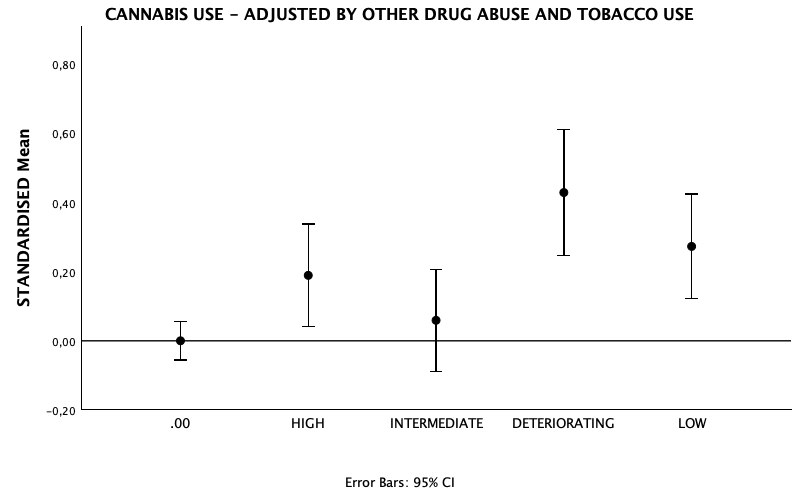 CANNABIS USE – ADJUSTED BY OTHER DRUG ABUSE AND TOBACCO USE
STANDARDISED Mean
0,80
0,60
0,40
0,20
0,00
–0,20
.00 HIGH INTERMEDIATE DETERIORATING LOW
Error Bars: 95% CI